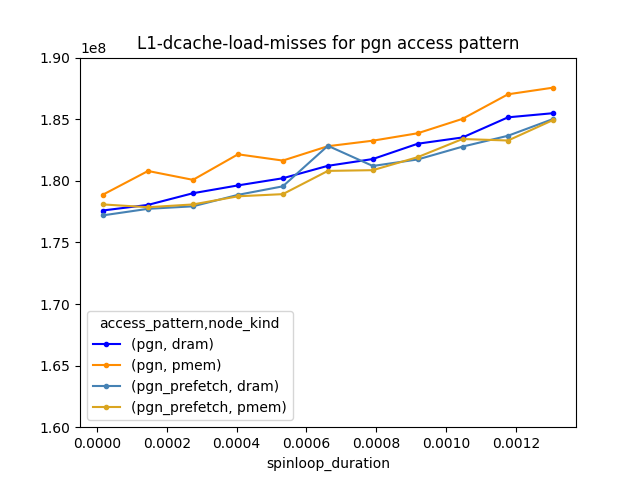 L1-dcache-load-misses for pgn access pattern
1e8
1.90
1.85
1.80
1.75
1.70
1.65
1.60
access_pattern,node_kind
(pgn, dram)
(pgn, pmem)
(pgn_prefetch, dram)
(pgn_prefetch, pmem)
0.0000 0.0002 0.0004 0.0006 0.0008 0.0010 0.0012
spinloop_duration